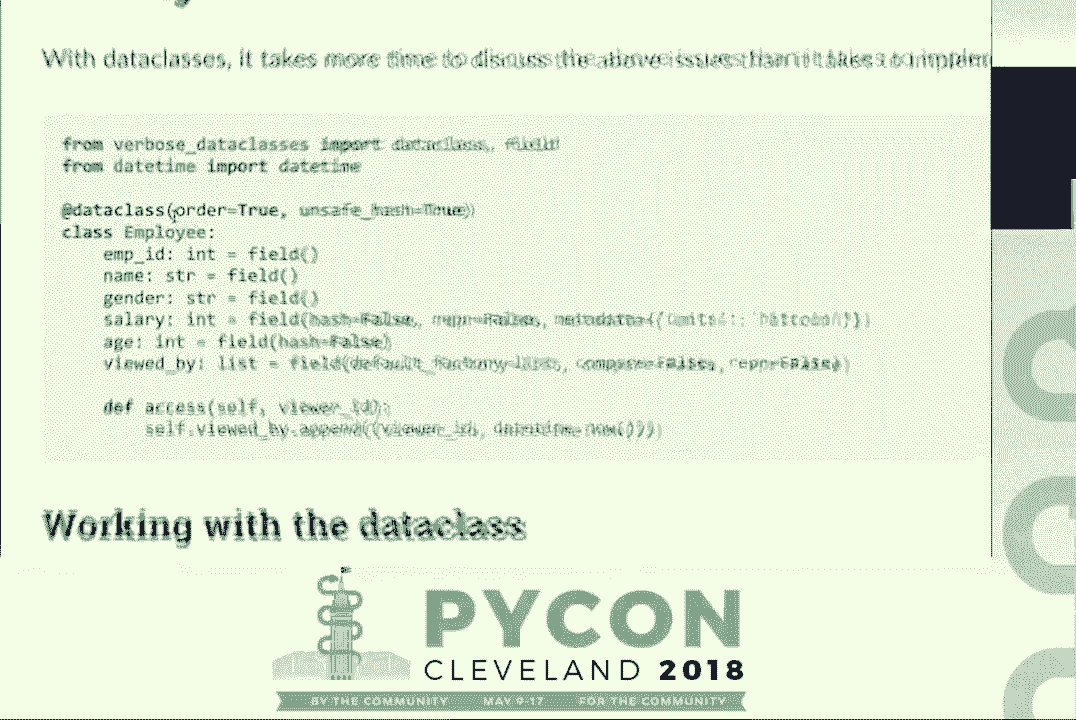 With dataclasses, it takes more time to discuss the above issues than it takes to implem
from verbose_dataclasses import dataclass, field
from datetime import datetime
@dataclass(order=True, unsafe_hash=True)
class Employee:
    emp_id: int = field()
    name: str = field()
    gender: str = field()
    salary: int = field(hash=False, repr=False, metadata={'units': 'bitcoin'})
    age: int = field(hash=False)
    viewed_by: list = field(default_factory=list, compare=False, repr=False)
    def access(self, viewer_id):
        self.viewed_by.append((viewer_id, datetime.now()))
Working with the dataclass
PYCON
CLEVELAND 2018
BY THE COMMUNITY MAY 9-17 FOR THE COMMUNITY